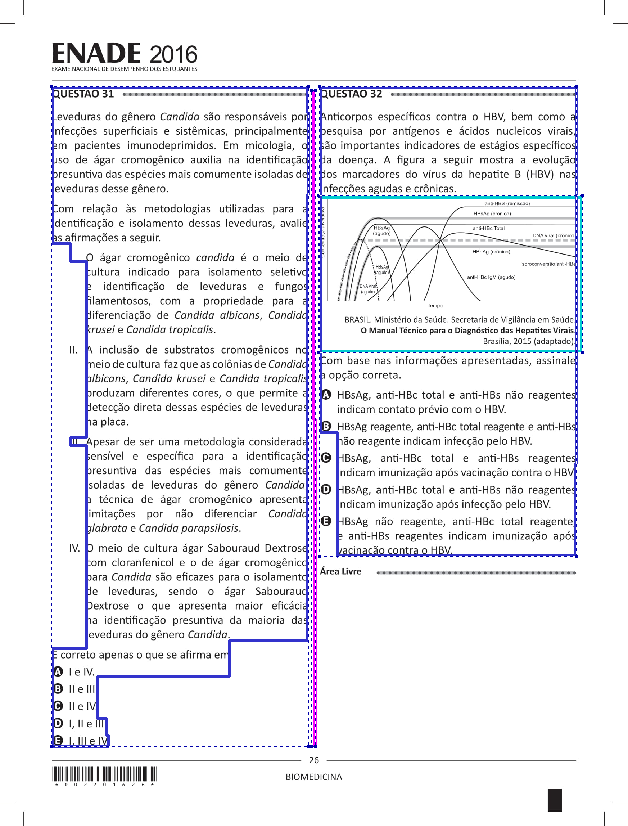 ENADE 2016
EXAME NACIONAL DE DESEMPENHO DOS ESTUDANTES
QUESTÃO 31
Leveduras do gênero Candida são responsáveis por
infecções superficiais e sistêmicas, principalmente
em pacientes imunodeprimidos. Em micologia, o
uso de ágar cromogênico auxilia na identificação
presuntiva das espécies mais comumente isoladas de
leveduras desse gênero.
Com relação às metodologias utilizadas para a
identificação e isolamento dessas leveduras, avalie
as afirmações a seguir.
O ágar cromogênico candida é o meio de
cultura indicado para isolamento seletivo
e identificação de leveduras e fungos
filamentosos, com a propriedade para a
diferenciação de Candida albicans, Candida
krusei e Candida tropicalis.
II. A inclusão de substratos cromogênicos no
meio de cultura faz que as colônias de Candida
albicans, Candida krusei e Candida tropicalis
produzam diferentes cores, o que permite a
detecção direta dessas espécies de leveduras
na placa.
III. Apesar de ser uma metodologia considerada
sensível e específica para a identificação
presuntiva das espécies mais comumente
isoladas de leveduras do gênero Candida,
a técnica de ágar cromogênico apresenta
limitações por não diferenciar Candida
glabrata e Candida parapsilosis.
IV. O meio de cultura ágar Sabouraud Dextrose
com cloranfenicol e o de ágar cromogênico
para Candida são eficazes para o isolamento
de leveduras, sendo o ágar Sabouraud
Dextrose o que apresenta maior eficácia
na identificação presuntiva da maioria das
leveduras do gênero Candida.
É correto apenas o que se afirma em
A I e IV.
B II e III.
C II e IV.
D I, II e III.
E I, III e IV.
QUESTÃO 32
Anticorpos específicos contra o HBV, bem como a
pesquisa por antígenos e ácidos nucleicos virais,
são importantes indicadores de estágios específicos
da doença. A figura a seguir mostra a evolução
dos marcadores do vírus da hepatite B (HBV) nas
infecções agudas e crônicas.
HBsAg (crônica)
anti-HBc Total
HBsAg
(agudo)
anti-HBc IgM (agudo)
Tempo
BRASIL. Ministério da Saúde. Secretaria de Vigilância em Saúde.
O Manual Técnico para o Diagnóstico das Hepatites Virais.
Brasília, 2015 (adaptado).
Com base nas informações apresentadas, assinale
a opção correta.
A HBsAg, anti-HBc total e anti-HBs não reagentes
indicam contato prévio com o HBV.
B HBsAg reagente, anti-HBc total reagente e anti-HBs
não reagente indicam infecção pelo HBV.
C HBsAg, anti-HBc total e anti-HBs reagentes
indicam imunização após vacinação contra o HBV.
D HBsAg, anti-HBc total e anti-HBs não reagentes
indicam imunização após infecção pelo HBV.
E HBsAg não reagente, anti-HBc total reagente,
e anti-HBs reagentes indicam imunização após
vacinação contra o HBV.
Área Livre
26
BIOMEDICINA